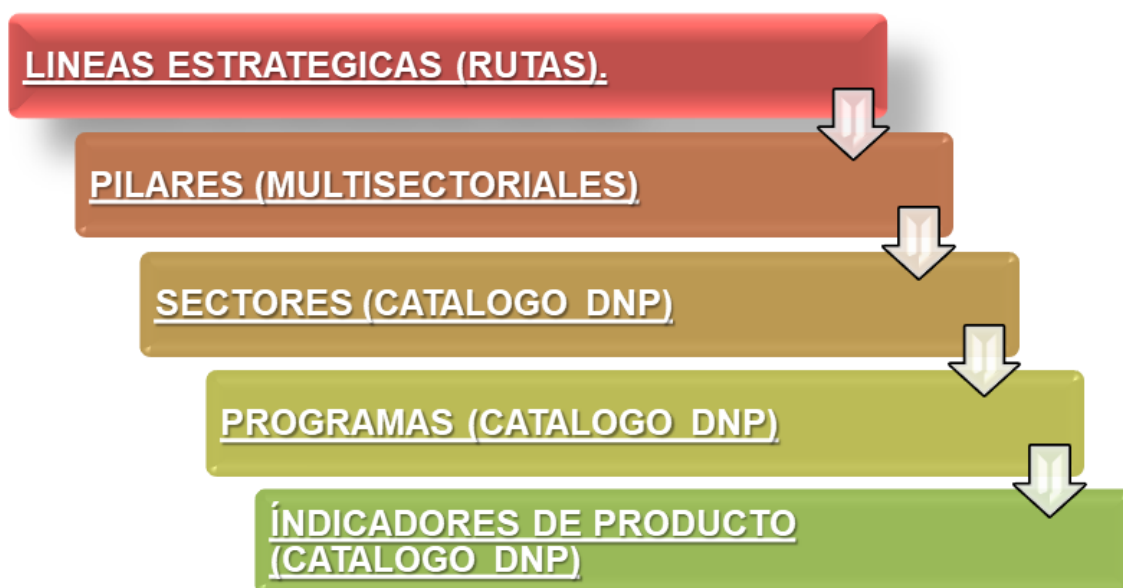 LINEAS ESTRATEGICAS (RUTAS).
PILARES (MULTISECTORIALES)
SECTORES (CATALOGO DNP)
PROGRAMAS (CATALOGO DNP)
ÍNDICADORES DE PRODUCTO
(CATALOGO DNP)